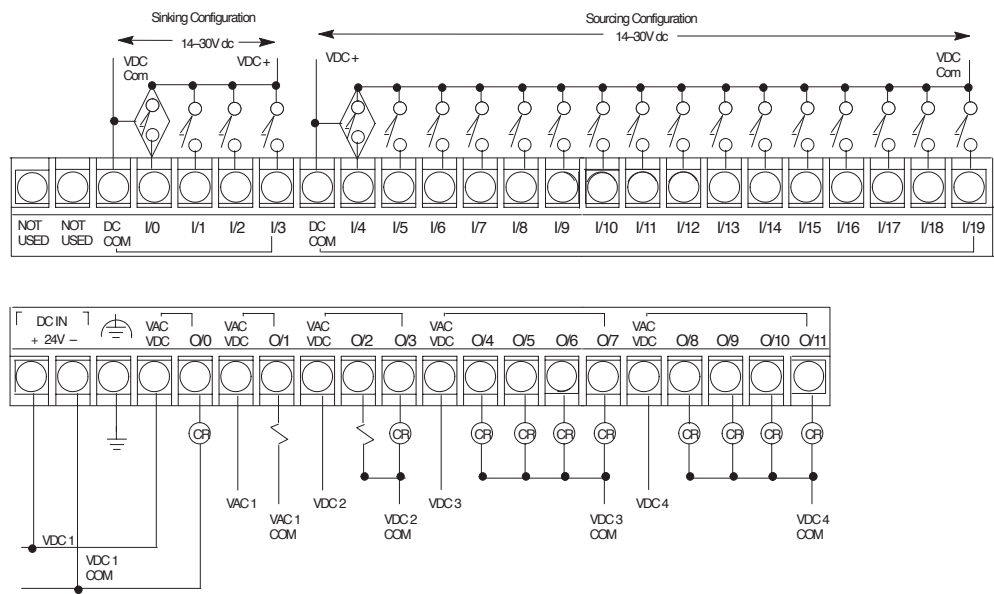 Sinking Configuration
Sourcing Configuration
14–30V dc
14–30V dc
VDC
Com
VDC +
VDC +
VDC
Com
NOT
USED
NOT
USED
DC
COM
I/0
I/1
I/2
I/3
DC
COM
I/4
I/5
I/6
I/7
I/8
I/9
I/10
I/11
I/12
I/13
I/14
I/15
I/16
I/17
I/18
I/19
DC IN
+ 24V –
VAC
VDC
O/0
VAC
VDC
O/1
VAC
VDC
O/2
O/3
VAC
VDC
O/4
O/5
O/6
O/7
VAC
VDC
O/8
O/9
O/10
O/11
CR
CR
CR
CR
CR
CR
CR
CR
CR
CR
VAC 1
VAC 1
COM
VDC 2
VDC 2
COM
VDC 3
VDC 3
COM
VDC 4
VDC 4
COM
VDC 1
VDC 1
COM